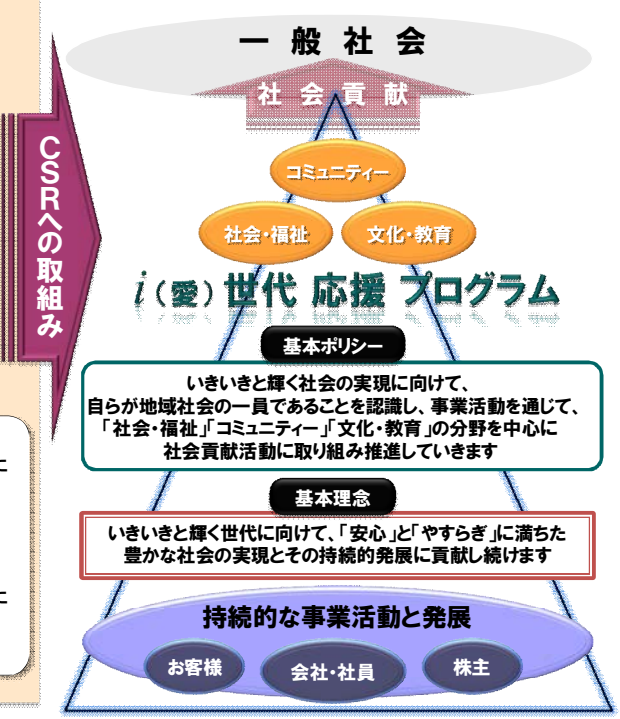 一般社会
社会貢献
コミュニティー
社会・福祉
文化・教育
CSRへの取組み
i（愛）世代 応援 プログラム
基本ポリシー
いきいきと輝く社会の実現に向けて、
自らが地域社会の一員であることを認識し、事業活動を通じて、
「社会・福祉」「コミュニティー」「文化・教育」の分野を中心に
社会貢献活動に取り組み推進していきます
基本理念
いきいきと輝く世代に向けて、「安心」と「やすらぎ」に満ちた
豊かな社会の実現とその持続的発展に貢献し続けます
持続的な事業活動と発展
お客様
会社・社員
株主